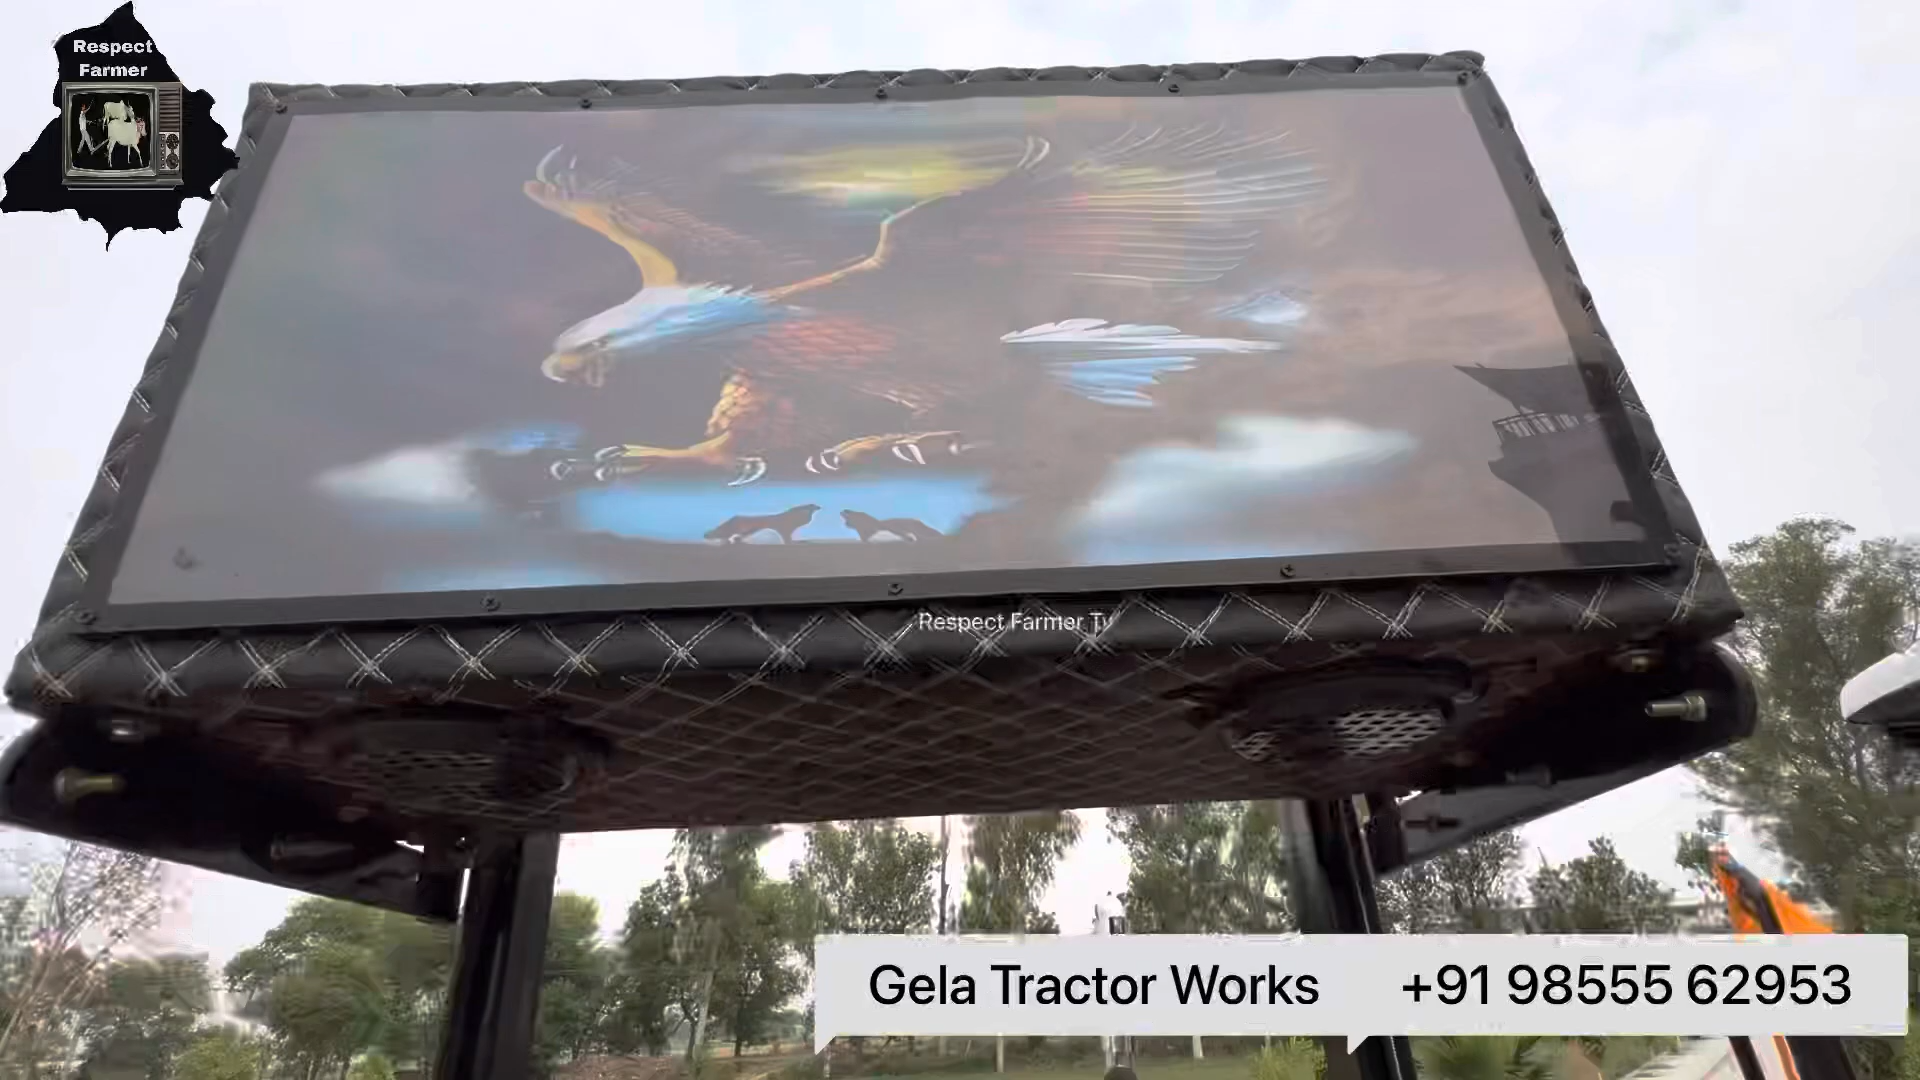 Respect
Farmer
Respect Farmer Tv
Gela Tractor Works +91 98555 62953